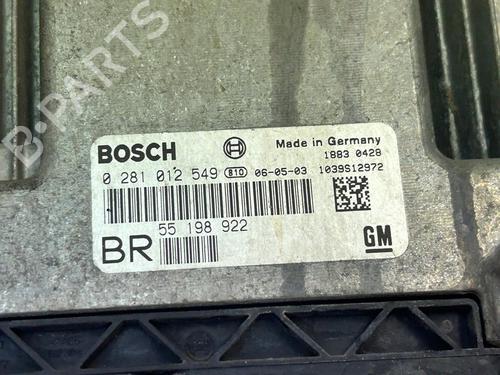 B-PARTS
BOSCH
Made in Germany
1883 0428
0 281 012 549 B10 06-05-03 1039S12972
55 198 922
BR
GM